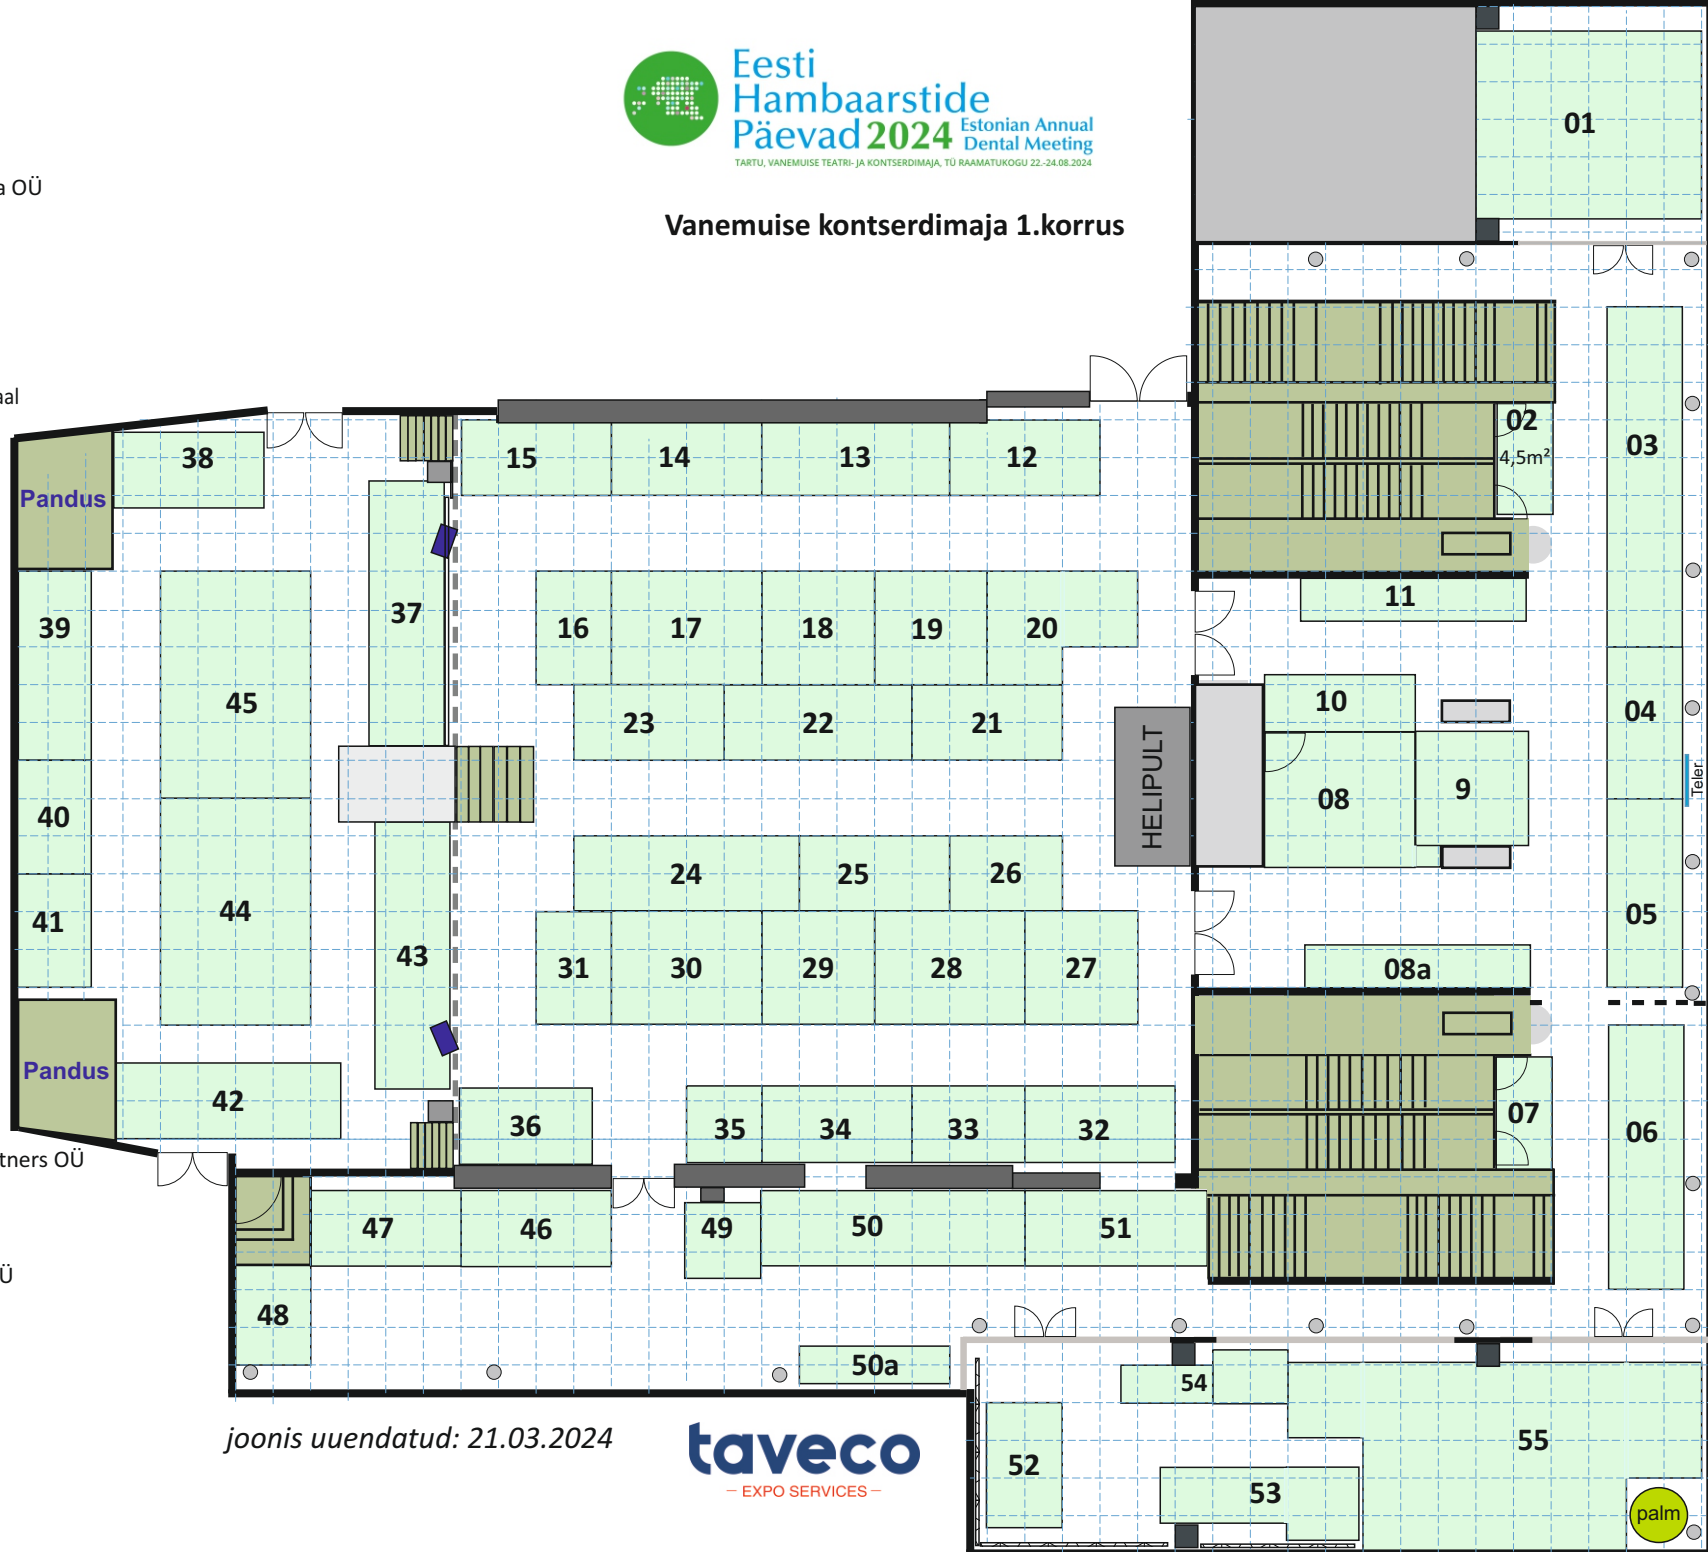 Eesti
Hambaarstide
Päevad 2024 Estonian Annual
Dental Meeting
TARTU, VANEMUISE TEATRI- JA KONTSERDIMAJA, TÜ RAAMATUKOGU 22.-24.08.2024
Vanemuise kontserdimaja 1.korrus
a OÜ
aal
tners OÜ
Ü
01
02
4,5m²
03
38
15
14
13
12
Pandus
39
37
16
17
18
19
20
11
45
23
22
21
10
04
HELIPULT
08
9
Teler
40
24
25
26
41
44
43
31
30
29
28
27
08a
05
Pandus
42
36
35
34
33
32
07
06
47
46
49
50
51
48
50a
54
52
53
55
palm
joonis uuendatud: 21.03.2024
taveco
– EXPO SERVICES –